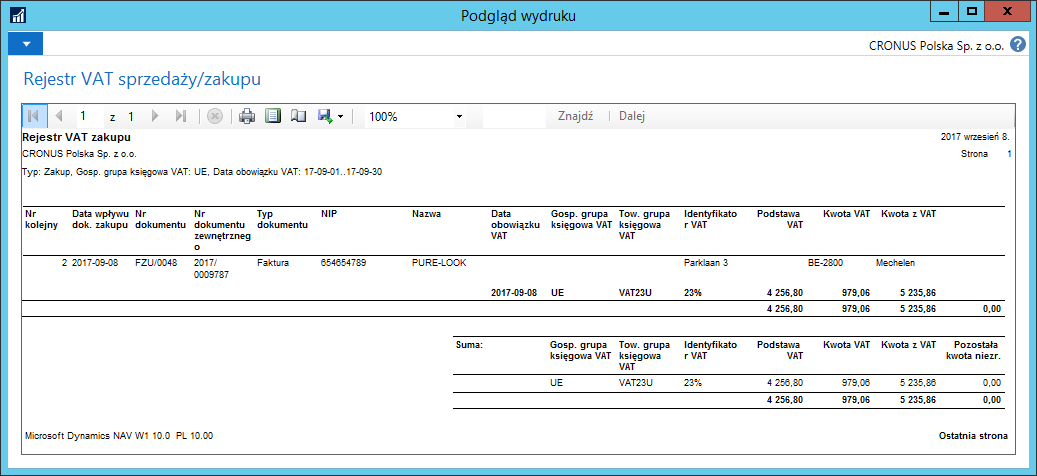 Podgląd wydruku
CRONUS Polska Sp. z o.o.
Rejestr VAT sprzedaży/zakupu
1 z 1 100% Znajdź Dalej
Rejestr VAT zakupu 2017 wrzesień 8.
CRONUS Polska Sp. z o.o. Strona 1
Typ: Zakup, Gosp. grupa księgowa VAT: UE, Data obowiązku VAT: 17-09-01..17-09-30
Nr Data wpływu Nr Nr Typ NIP Nazwa Data Gosp. grupa Tow. grupa Identyfikato Podstawa Kwota VAT Kwota z VAT
kolejny dok. zakupu dokumentu dokumentu dokumentu obowiązku księgowa VAT księgowa r VAT VAT
zewnętrzneg VAT VAT
o
2 2017-09-08 FZU/0048 2017/ Faktura 654654789 PURE-LOOK Parklaan 3 BE-2800 Mechelen
0009787
2017-09-08 UE VAT23U 23% 4 256,80 979,06 5 235,86
4 256,80 979,06 5 235,86 0,00
Suma: Gosp. grupa Tow. grupa Identyfikato Podstawa Kwota VAT Kwota z VAT Pozostała
księgowa VAT księgowa r VAT VAT kwota niezr.
VAT
UE VAT23U 23% 4 256,80 979,06 5 235,86 0,00
4 256,80 979,06 5 235,86 0,00
Microsoft Dynamics NAV W1 10.0 PL 10.00 Ostatnia strona